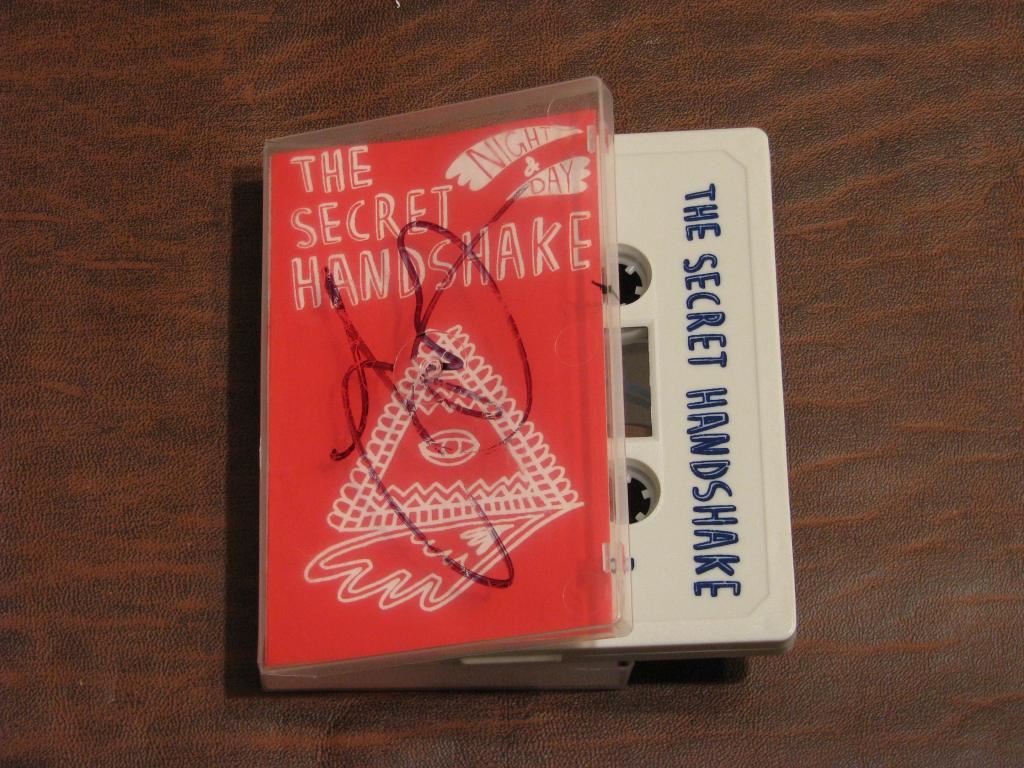 THE
SECRET
HANDSHAKE
NIGHT
&
DAY
THE SECRET HANDSHAKE